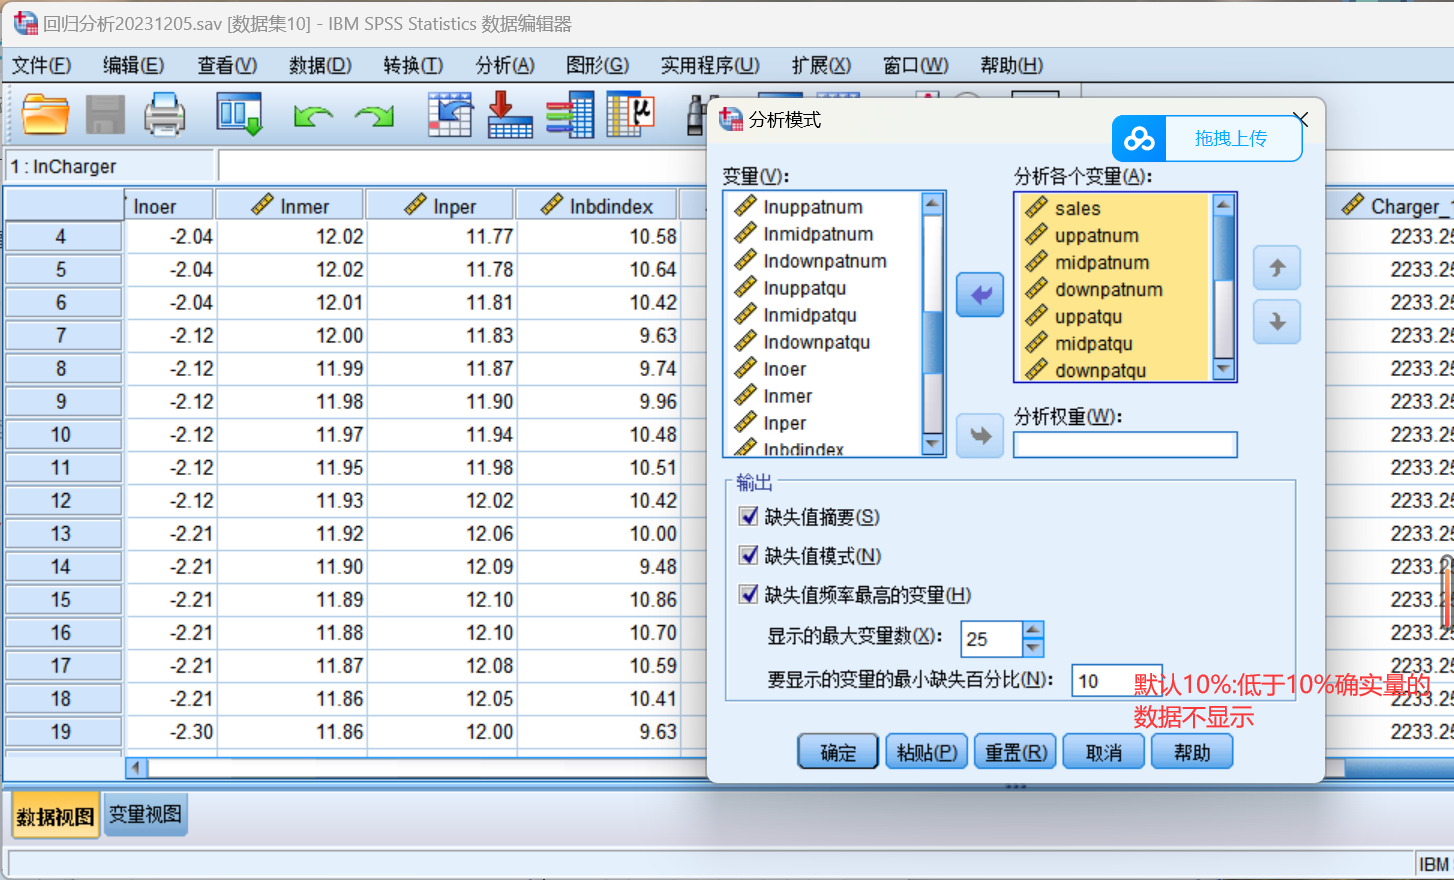 回归分析20231205.sav [数据集10] - IBM SPSS Statistics 数据编辑器
文件(F) 编辑(E) 查看(V) 数据(D) 转换(T) 分析(A) 图形(G) 实用程序(U) 扩展(X) 窗口(W) 帮助(H)
1 : lnCharger
lnoer lnmer lnper lnbdindex Charger_1
4 -2.04 12.02 11.77 10.58 2233.25
5 -2.04 12.02 11.78 10.64 2233.25
6 -2.04 12.01 11.81 10.42 2233.25
7 -2.12 12.00 11.83 9.63 2233.25
8 -2.12 11.99 11.87 9.74 2233.25
9 -2.12 11.98 11.90 9.96 2233.25
10 -2.12 11.97 11.94 10.48 2233.25
11 -2.12 11.95 11.98 10.51 2233.25
12 -2.12 11.93 12.02 10.42 2233.25
13 -2.21 11.92 12.06 10.00 2233.25
14 -2.21 11.90 12.09 9.48 2233.2
15 -2.21 11.89 12.10 10.86 2233.2
16 -2.21 11.88 12.10 10.70 2233.25
17 -2.21 11.87 12.08 10.59 2233.25
18 -2.21 11.86 12.05 10.41 2233.25
19 -2.30 11.86 12.00 9.63 2233.25
数据视图 变量视图
IBM
分析模式
拖拽上传
变量(V):
lnuppatnum
lnmidpatnum
lndownpatnum
lnuppatqu
lnmidpatqu
lndownpatqu
lnoer
lnmer
lnper
lnbdindex
分析各个变量(A):
sales
uppatnum
midpatnum
downpatnum
uppatqu
midpatqu
downpatqu
分析权重(W):
输出
缺失值摘要(S)
缺失值模式(N)
缺失值频率最高的变量(H)
显示的最大变量数(X): 25
要显示的变量的最小缺失百分比(N): 10
默认10%:低于10%确实量的
数据不显示
确定 粘贴(P) 重置(R) 取消 帮助